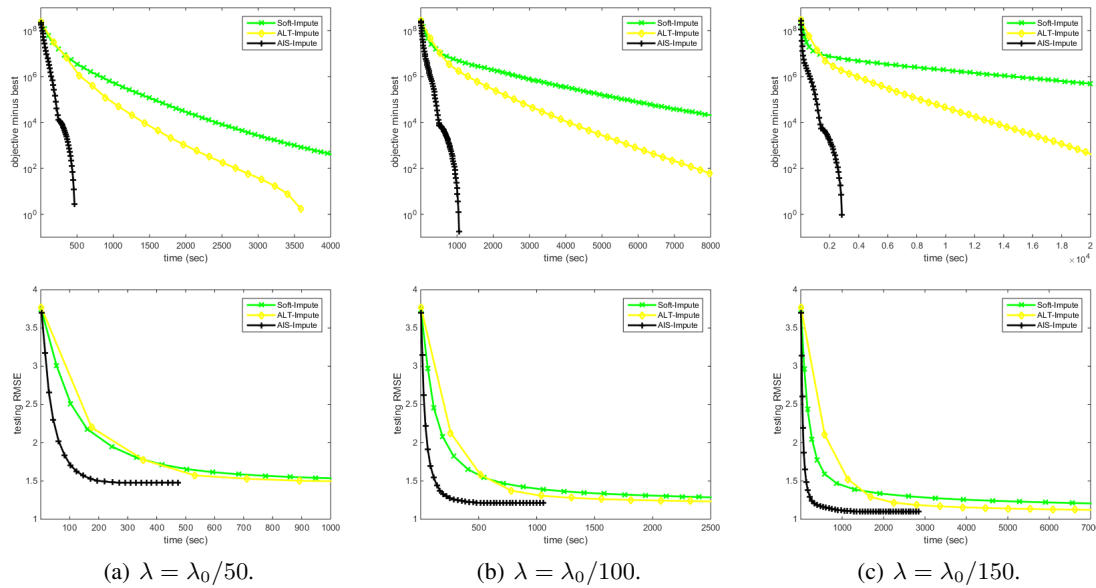 objective minus best
10^8
10^6
10^4
10^2
10^0
500 1000 1500 2000 2500 3000 3500 4000
time (sec)
Soft-Impute
ALT-Impute
AIS-Impute
objective minus best
10^8
10^6
10^4
10^2
10^0
1000 2000 3000 4000 5000 6000 7000 8000
time (sec)
Soft-Impute
ALT-Impute
AIS-Impute
objective minus best
10^8
10^6
10^4
10^2
10^0
0.2 0.4 0.6 0.8 1 1.2 1.4 1.6 1.8 20
× 10^4
time (sec)
Soft-Impute
ALT-Impute
AIS-Impute
testing RMSE
4
3.5
3
2.5
2
1.5
1
100 200 300 400 500 600 700 800 900 1000
time (sec)
Soft-Impute
ALT-Impute
AIS-Impute
testing RMSE
4
3.5
3
2.5
2
1.5
1
500 1000 1500 2000 2500
time (sec)
Soft-Impute
ALT-Impute
AIS-Impute
testing RMSE
4
3.5
3
2.5
2
1.5
1
1000 2000 3000 4000 5000 6000 7000
time (sec)
Soft-Impute
ALT-Impute
AIS-Impute
(a) λ = λ₀/50.
(b) λ = λ₀/100.
(c) λ = λ₀/150.